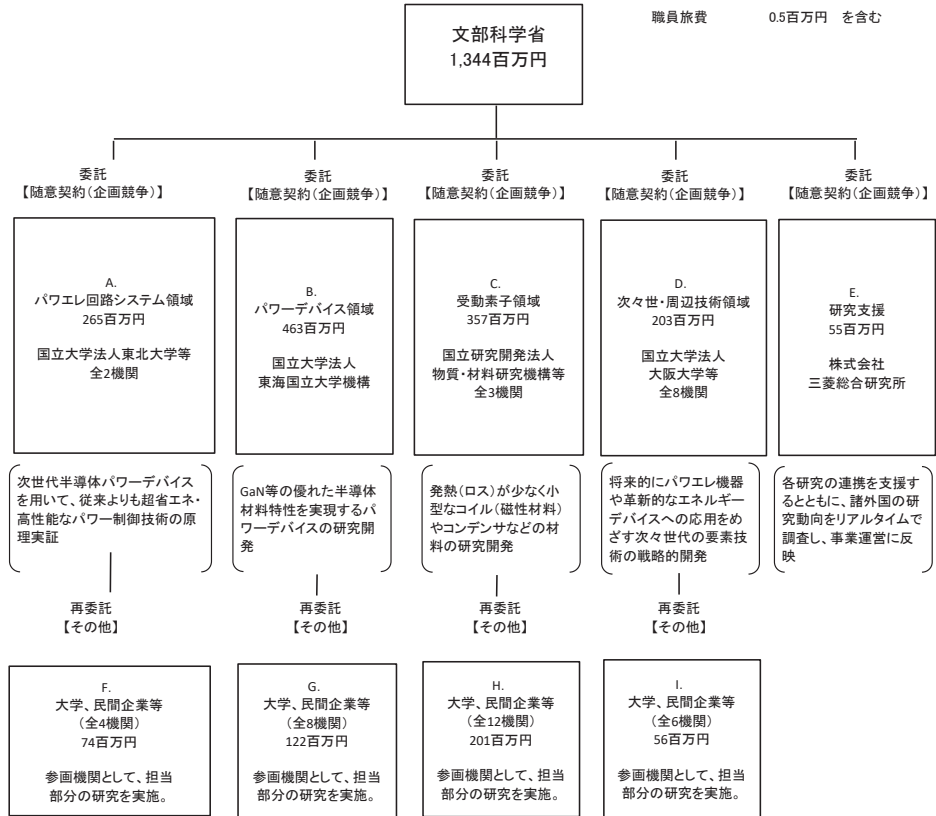 職員旅費 0.5百万円 を含む
文部科学省
1,344百万円
委託
【随意契約(企画競争)】
委託
【随意契約(企画競争)】
委託
【随意契約(企画競争)】
委託
【随意契約(企画競争)】
委託
【随意契約(企画競争)】
A.
パワエレ回路システム領域
265百万円
国立大学法人東北大学等
全2機関
B.
パワーデバイス領域
463百万円
国立大学法人
東海国立大学機構
C.
受動素子領域
357百万円
国立研究開発法人
物質・材料研究機構等
全3機関
D.
次々世・周辺技術領域
203百万円
国立大学法人
大阪大学等
全8機関
E.
研究支援
55百万円
株式会社
三菱総合研究所
次世代半導体パワーデバイス
を用いて、従来よりも超省エネ・
高性能なパワー制御技術の原
理実証
GaN等の優れた半導体
材料特性を実現するパ
ワーデバイスの研究開
発
発熱(ロス)が少なく小
型なコイル(磁性材料)
やコンデンサなどの材
料の研究開発
将来的にパワエレ機器
や革新的なエネルギー
デバイスへの応用をめ
ざす次々世代の要素技
術の戦略的開発
各研究の連携を支援す
るとともに、諸外国の研
究動向をリアルタイムで
調査し、事業運営に反
映
再委託
【その他】
再委託
【その他】
再委託
【その他】
再委託
【その他】
F.
大学、民間企業等
(全4機関)
74百万円
参画機関として、担当
部分の研究を実施。
G.
大学、民間企業等
(全8機関)
122百万円
参画機関として、担当
部分の研究を実施。
H.
大学、民間企業等
(全12機関)
201百万円
参画機関として、担当
部分の研究を実施。
I.
大学、民間企業等
(全6機関)
56百万円
参画機関として、担当
部分の研究を実施。